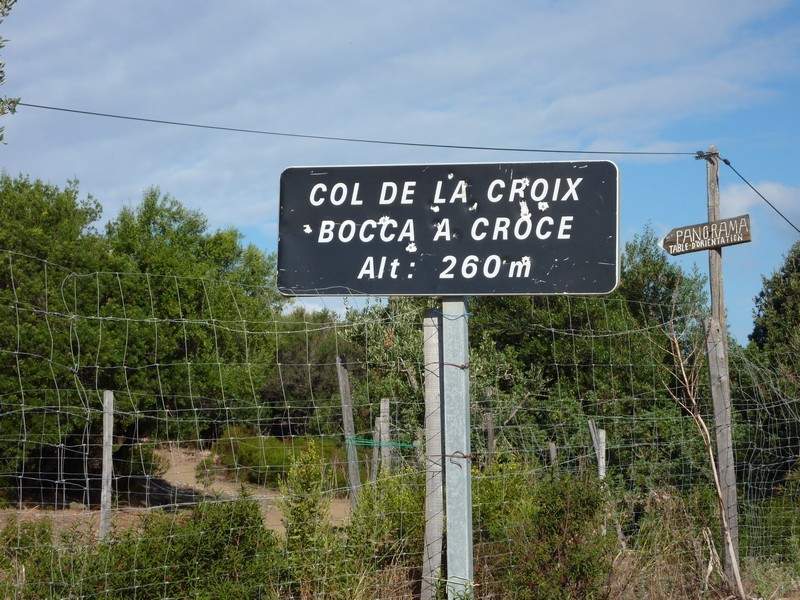 COL DE LA CROIX
BOCCA A CROCE
Alt: 260m
PANORAMA
TABLE D'ORIENTATION